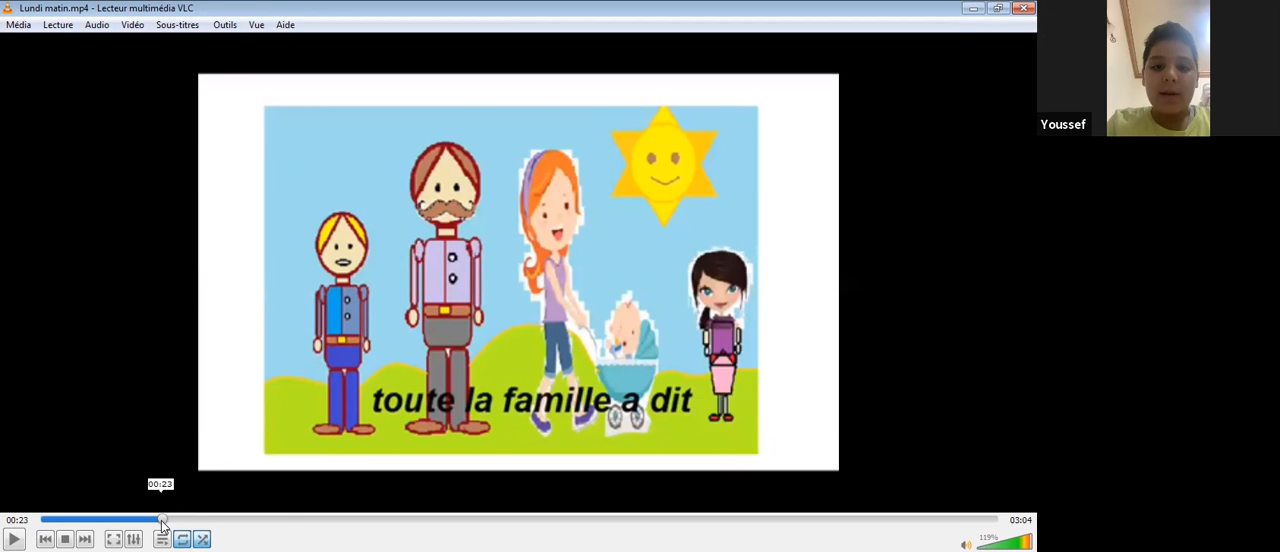 Lundi matin.mp4 - Lecteur multimédia VLC
Média Lecture Audio Vidéo Sous-titres Outils Vue Aide
Youssef
toute la famille a dit
00:23
00:23 03:04
119%